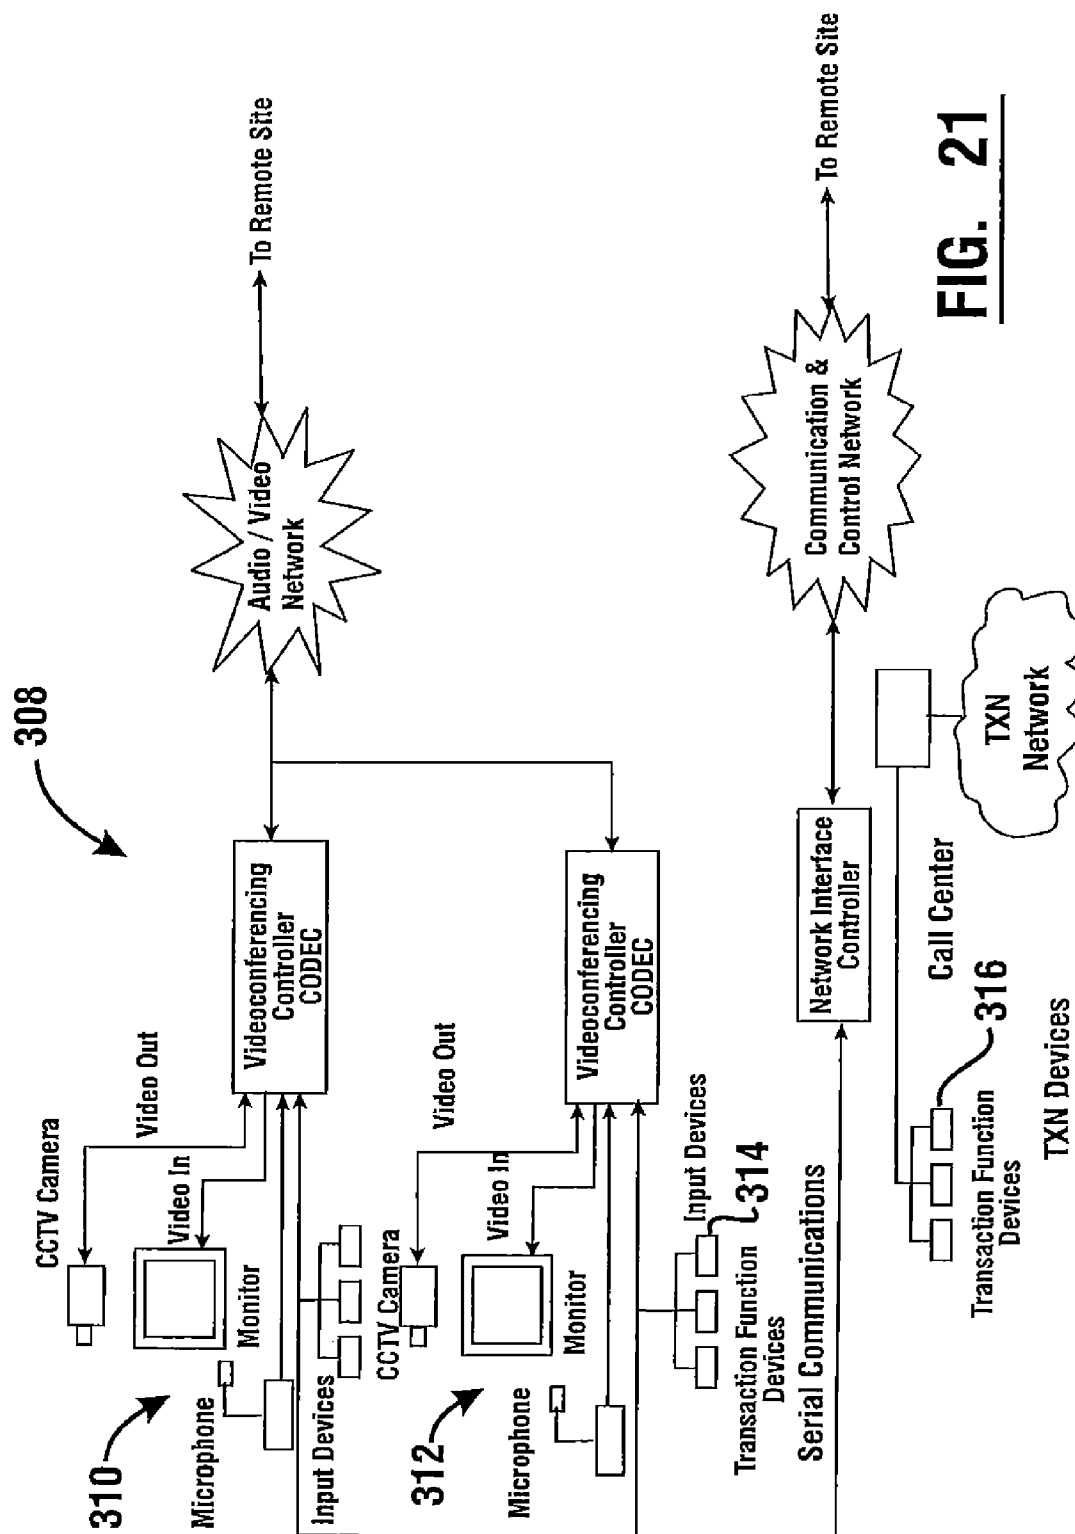 308
310
CCTV Camera
Video Out
Video In
Monitor
Microphone
Input Devices
Videoconferencing
Controller
CODEC
Audio / Video
Network
To Remote Site
312
CCTV Camera
Video Out
Video In
Monitor
Microphone
Input Devices
314
Transaction Function
Devices
Videoconferencing
Controller
CODEC
Serial Communications
Network Interface
Controller
Communication &
Control Network
To Remote Site
Call Center
316
Transaction Function
Devices
TXN Devices
TXN
Network
FIG. 21